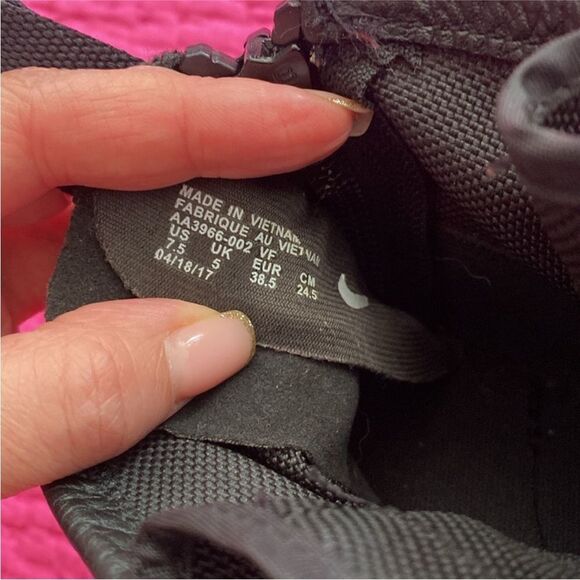 MADE IN VIETNAM
FABRIQUE AU VIETNAM
AA3966-002 VF
US UK EUR CM
7.5 5 38.5 24.5
04/18/17